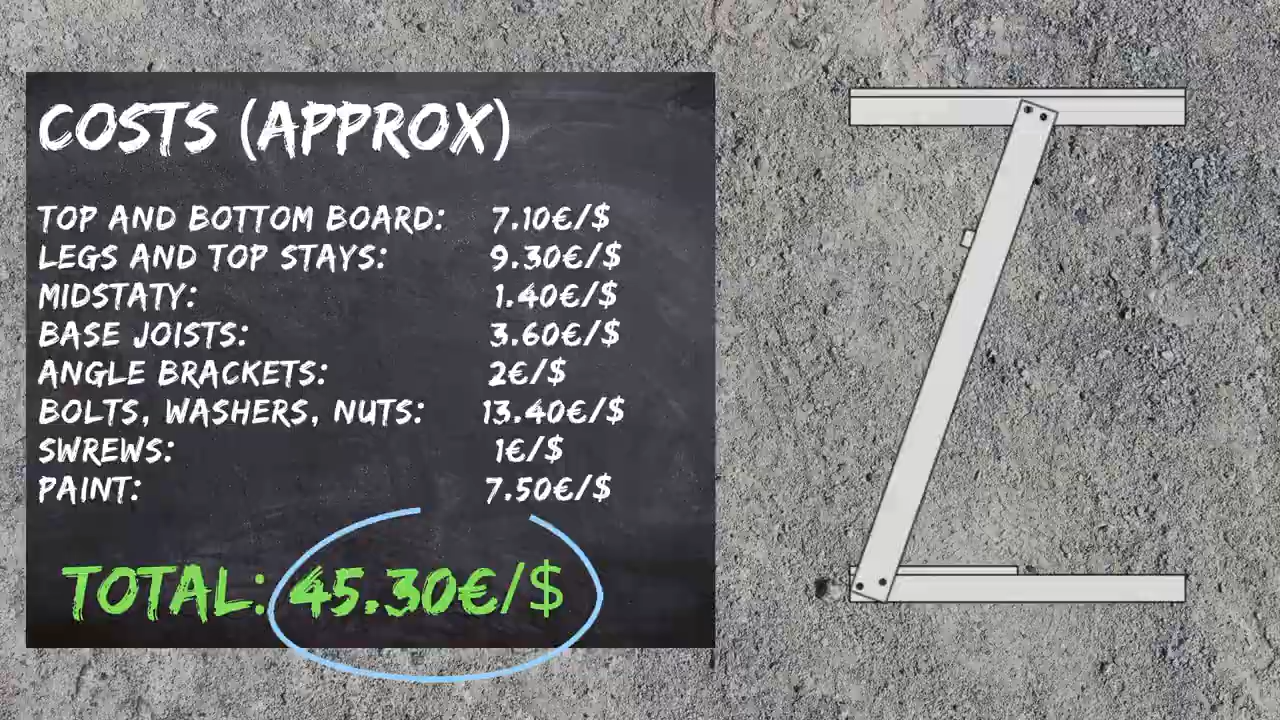 COSTS (APPROX)
TOP AND BOTTOM BOARD: 7.10€/$
LEGS AND TOP STAYS: 9.30€/$
MIDSTATY: 1.40€/$
BASE JOISTS: 3.60€/$
ANGLE BRACKETS: 2€/$
BOLTS, WASHERS, NUTS: 13.40€/$
SWREWS: 1€/$
PAINT: 7.50€/$
TOTAL: 45.30€/$